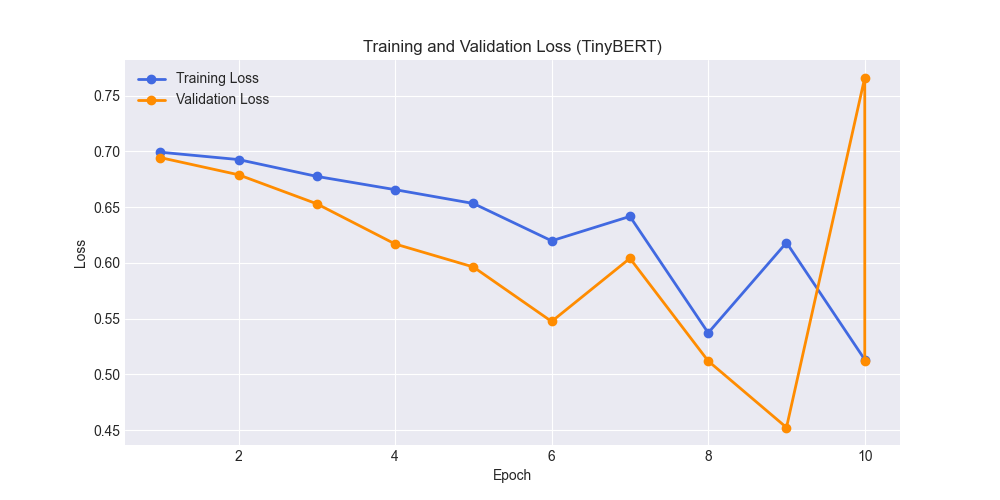 Training and Validation Loss (TinyBERT)
Training Loss
Validation Loss
0.75
0.70
0.65
0.60
0.55
0.50
0.45
Loss
2 4 6 8 10
Epoch